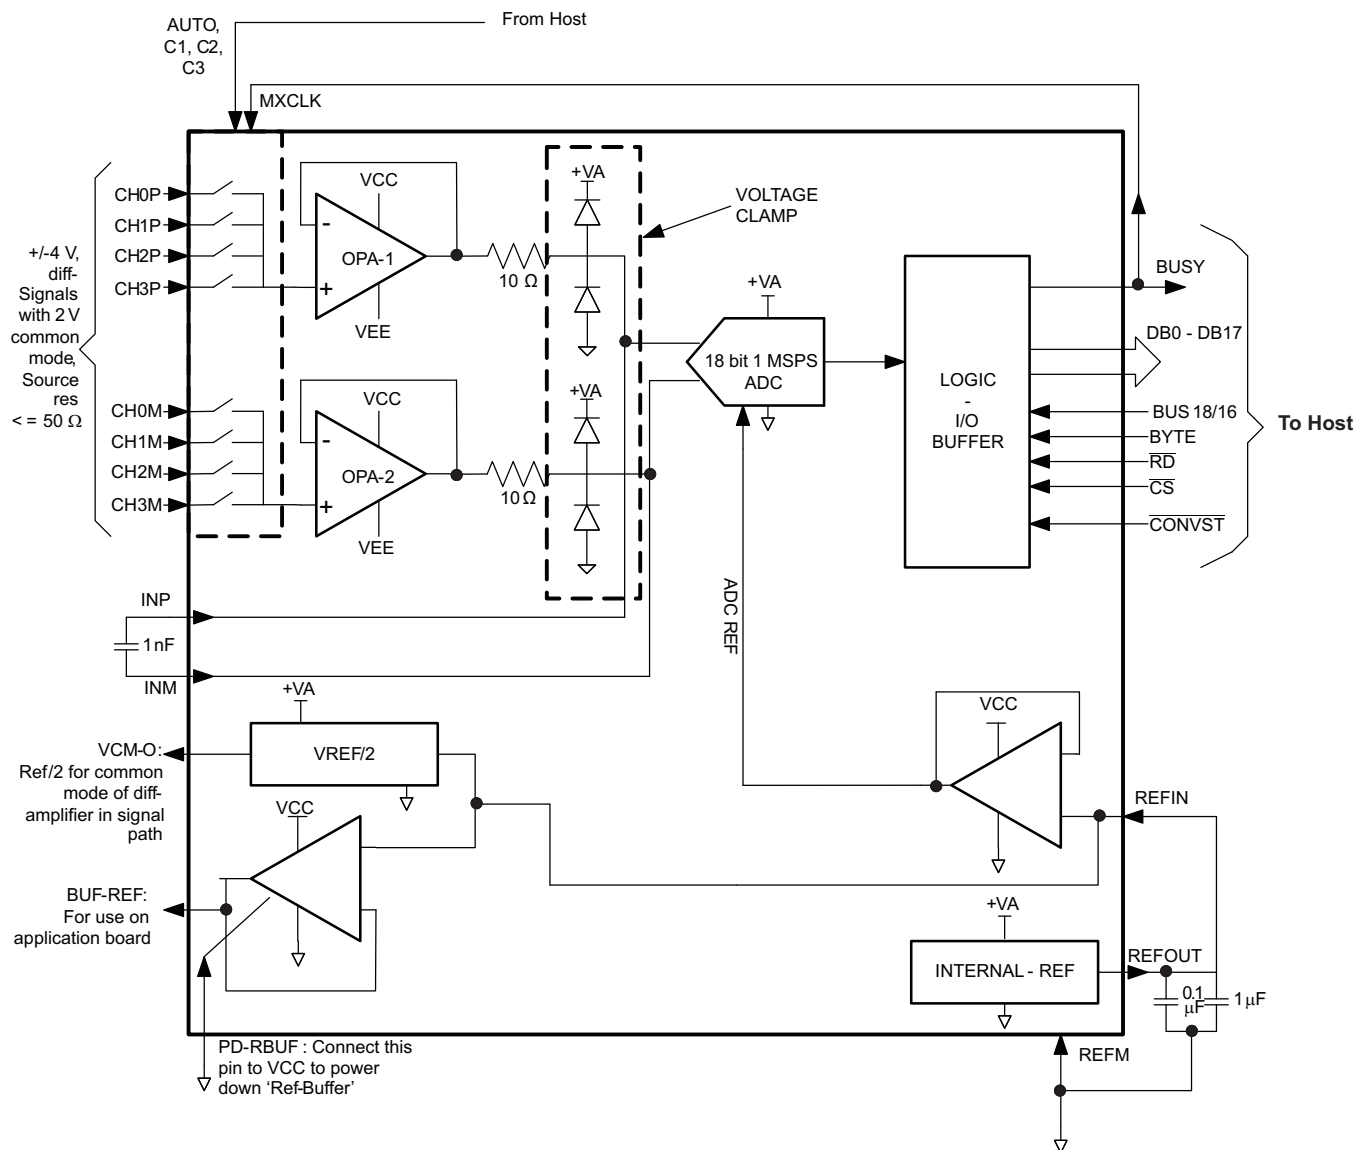 From Host
AUTO,
C1, C2,
C3
MXCLK
+/-4 V,
diff-
Signals
with 2 V
common
mode,
Source
res
< = 50 Ω
CH0P
CH1P
CH2P
CH3P
CH0M
CH1M
CH2M
CH3M
VCC
-
OPA-1
+
VEE
10 Ω
VCC
-
OPA-2
+
VEE
10 Ω
+VA
+VA
VOLTAGE
CLAMP
+VA
18 bit 1 MSPS
ADC
LOGIC
-
I/O
BUFFER
BUSY
DB0 - DB17
BUS 18/16
BYTE
RD
CS
CONVST
To Host
INP
1nF
INM
ADC REF
+VA
VREF/2
VCM-O:
Ref/2 for common
mode of diff-
amplifier in signal
path
VCC
BUF-REF:
For use on
application board
PD-RBUF : Connect this
pin to VCC to power
down ‘Ref-Buffer’
VCC
REFIN
+VA
INTERNAL - REF
REFOUT
0.1
μF
1μF
REFM